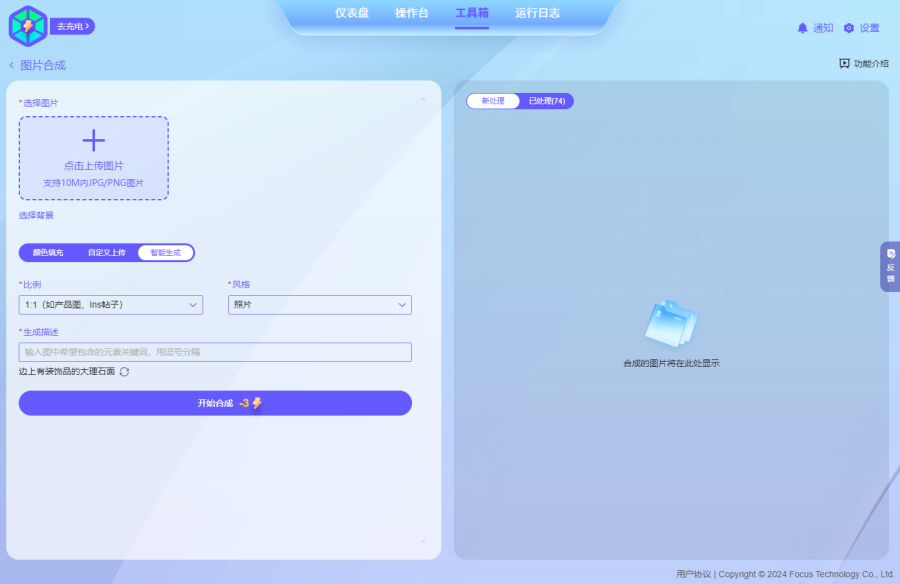 仪表盘 操作台 工具箱 运行日志
去充电 >
通知 设置
< 图片合成
功能介绍
*选择图片
点击上传图片
支持10M内JPG/PNG图片
选择背景
颜色填充 自定义上传 智能生成
*比例 *风格
1:1（如产品图、Ins帖子） 照片
*生成描述
输入图中希望包含的元素关键词，用逗号分隔
边上有装饰品的大理石面
开始合成 -3
新处理 已处理(74)
合成的图片将在此处显示
反馈
用户协议 | Copyright © 2024 Focus Technology Co., Ltd.